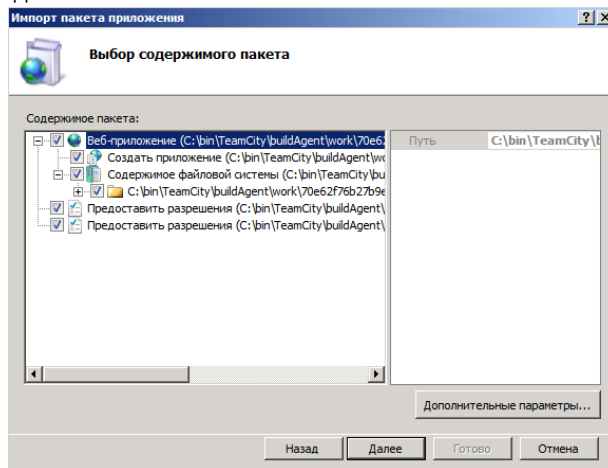 Импорт пакета приложения
Выбор содержимого пакета
Содержимое пакета:
Веб-приложение (C:\bin\TeamCity\buildAgent\work\70e62
Создать приложение (C:\bin\TeamCity\buildAgent\wo
Содержимое файловой системы (C:\bin\TeamCity\bu
C:\bin\TeamCity\buildAgent\work\70e62f76b27b9e
Предоставить разрешения (C:\bin\TeamCity\buildAgent\
Предоставить разрешения (C:\bin\TeamCity\buildAgent\
Путь C:\bin\TeamCity\b
Дополнительные параметры...
Назад Далее Готово Отмена